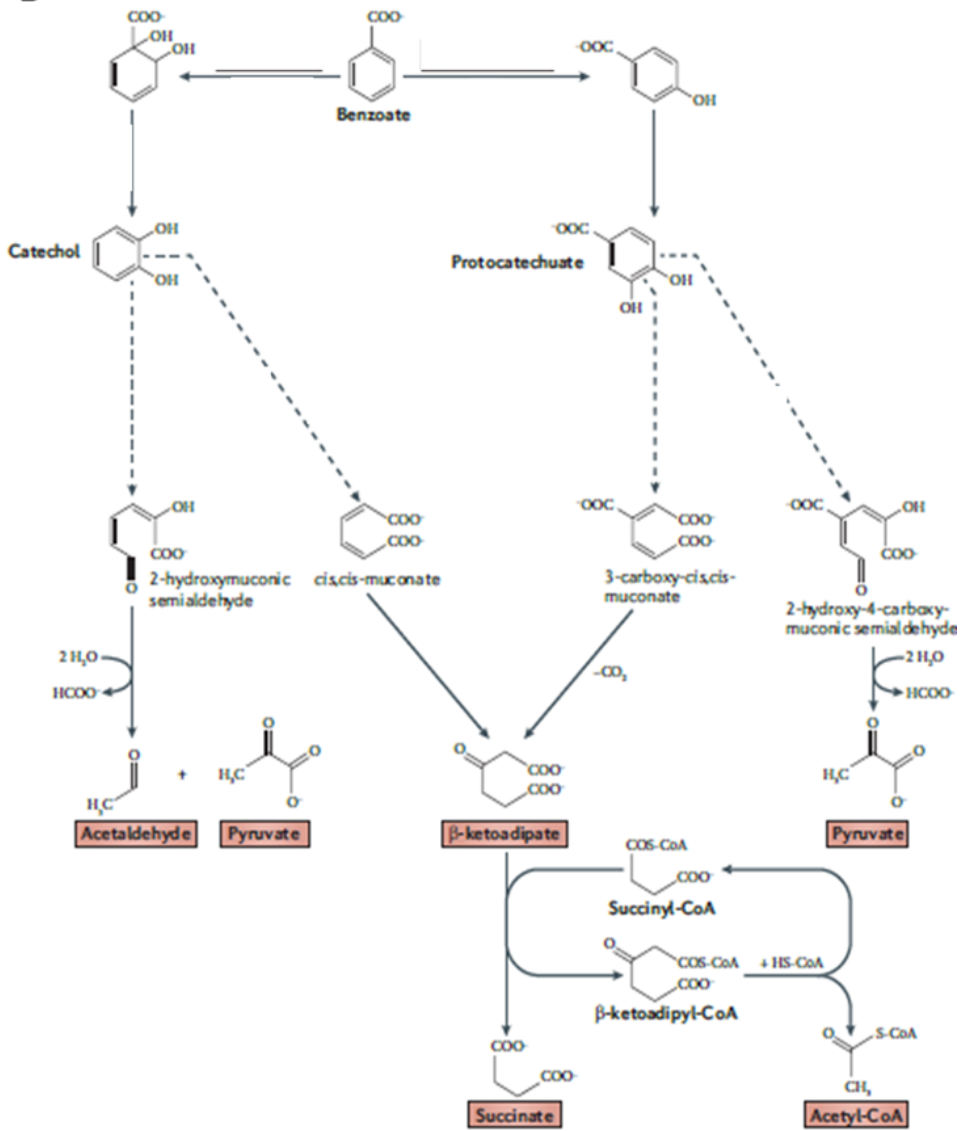 COO-
OH
OH
COO-
Benzoate
-OOC
OH
Catechol
OH
OH
Protocatechuate
-OOC
OH
OH
OH
COO-
O
2-hydroxymuconic
semialdehyde
COO-
COO-
cis,cis-muconate
-OOC
COO-
COO-
3-carboxy-cis,cis-
muconate
-OOC
OH
COO-
O
2-hydroxy-4-carboxy-
muconic semialdehyde
2 H₂O
HCOO-
-CO₂
2 H₂O
HCOO-
O
H₃C
+
O
H₃C
O
O-
Acetaldehyde
Pyruvate
O
COO-
COO-
β-ketoadipate
O
H₃C
O
O-
Pyruvate
COS-CoA
COO-
Succinyl-CoA
O
COS-CoA
COO-
+ HS-CoA
β-ketoadipyl-CoA
COO-
COO-
Succinate
O
S-CoA
CH₃
Acetyl-CoA